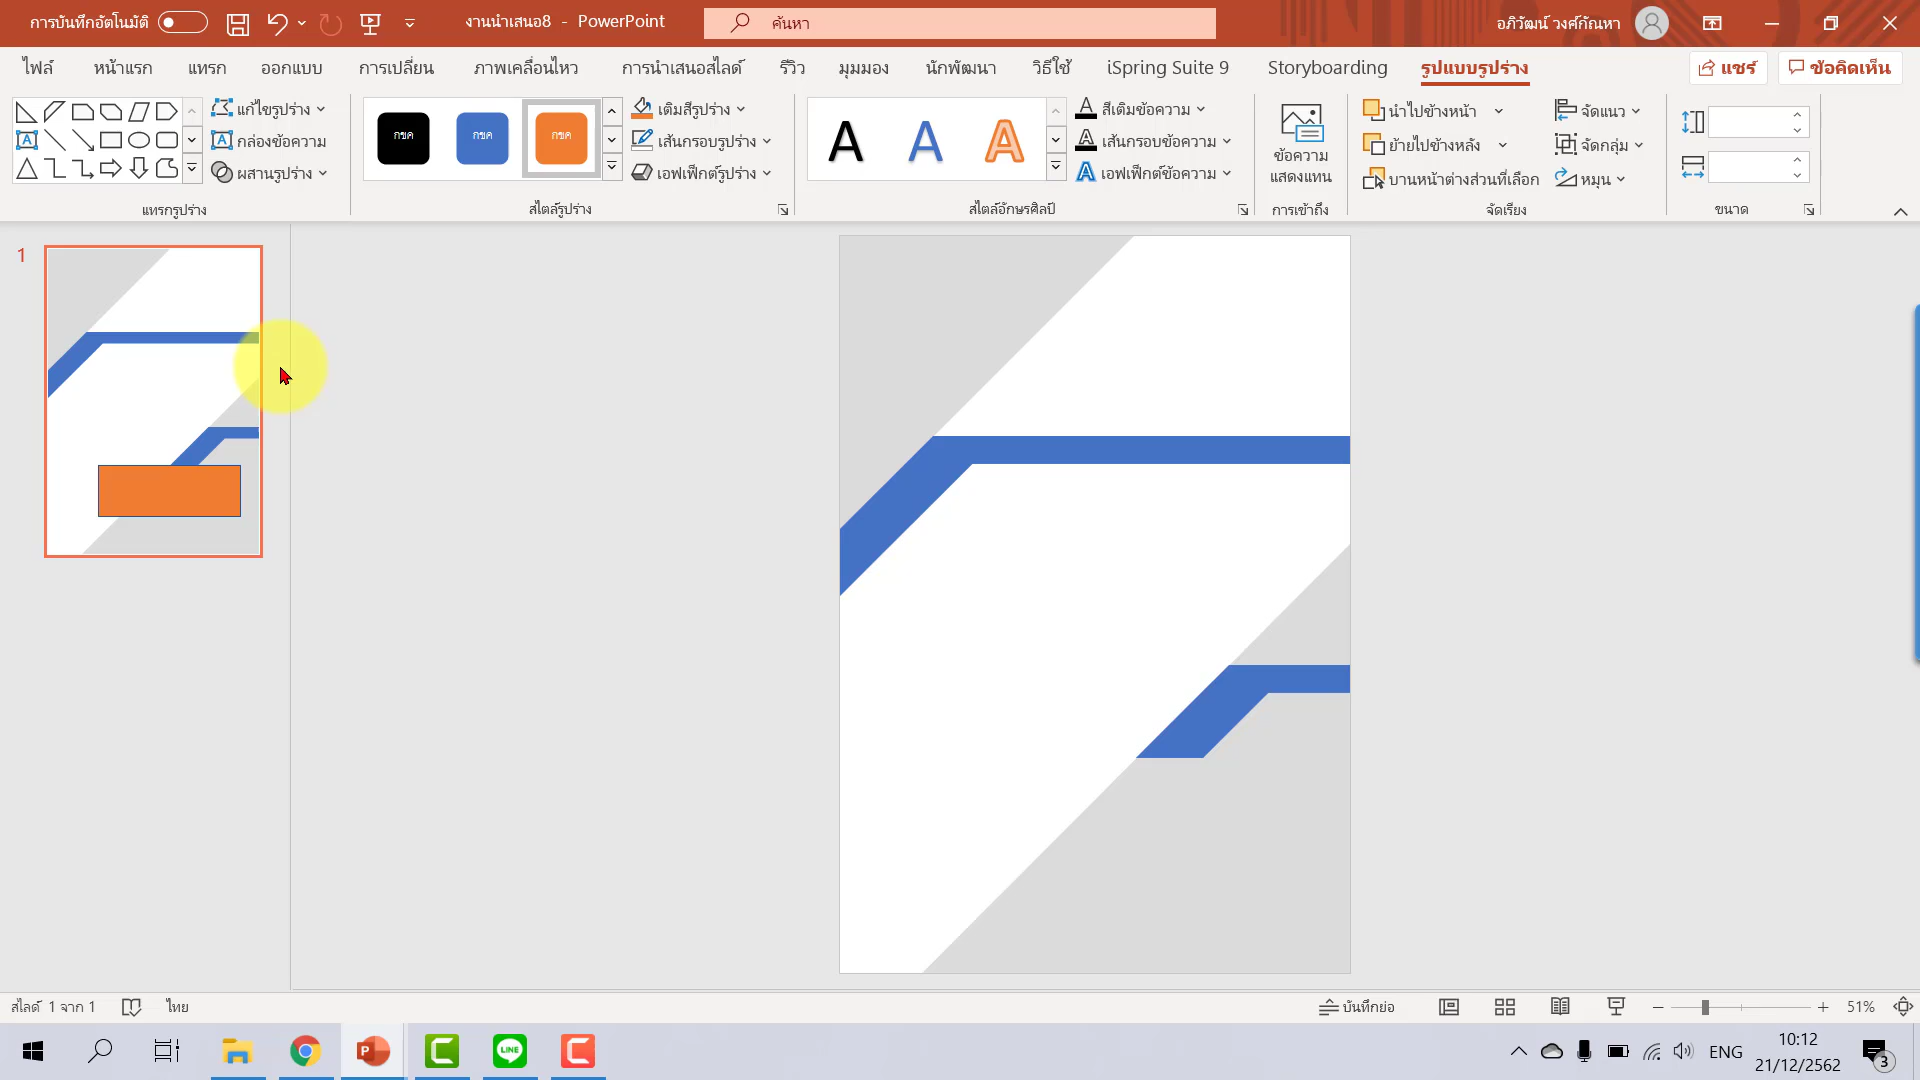 การบันทึกอัตโนมัติ
งานนำเสนอ8 - PowerPoint
ค้นหา
อภิวัฒน์ วงศ์กัณหา
ไฟล์ หน้าแรก แทรก ออกแบบ การเปลี่ยน ภาพเคลื่อนไหว การนำเสนอสไลด์ รีวิว มุมมอง นักพัฒนา วิธีใช้ iSpring Suite 9 Storyboarding รูปแบบรูปร่าง
แชร์ ข้อคิดเห็น
แก้ไขรูปร่าง
กล่องข้อความ
ผสานรูปร่าง
แทรกรูปร่าง
กขค กขค กขค
เติมสีรูปร่าง
เส้นกรอบรูปร่าง
เอฟเฟ็กต์รูปร่าง
สไตล์รูปร่าง
A A A
สีเติมข้อความ
เส้นกรอบข้อความ
เอฟเฟ็กต์ข้อความ
สไตล์อักษรศิลป์
ข้อความ
แสดงแทน
การเข้าถึง
นำไปข้างหน้า
ย้ายไปข้างหลัง
บานหน้าต่างส่วนที่เลือก
จัดแนว
จัดกลุ่ม
หมุน
จัดเรียง
ขนาด
1
สไลด์ 1 จาก 1
ไทย
บันทึกย่อ
51%
ENG
10:12
21/12/2562
3